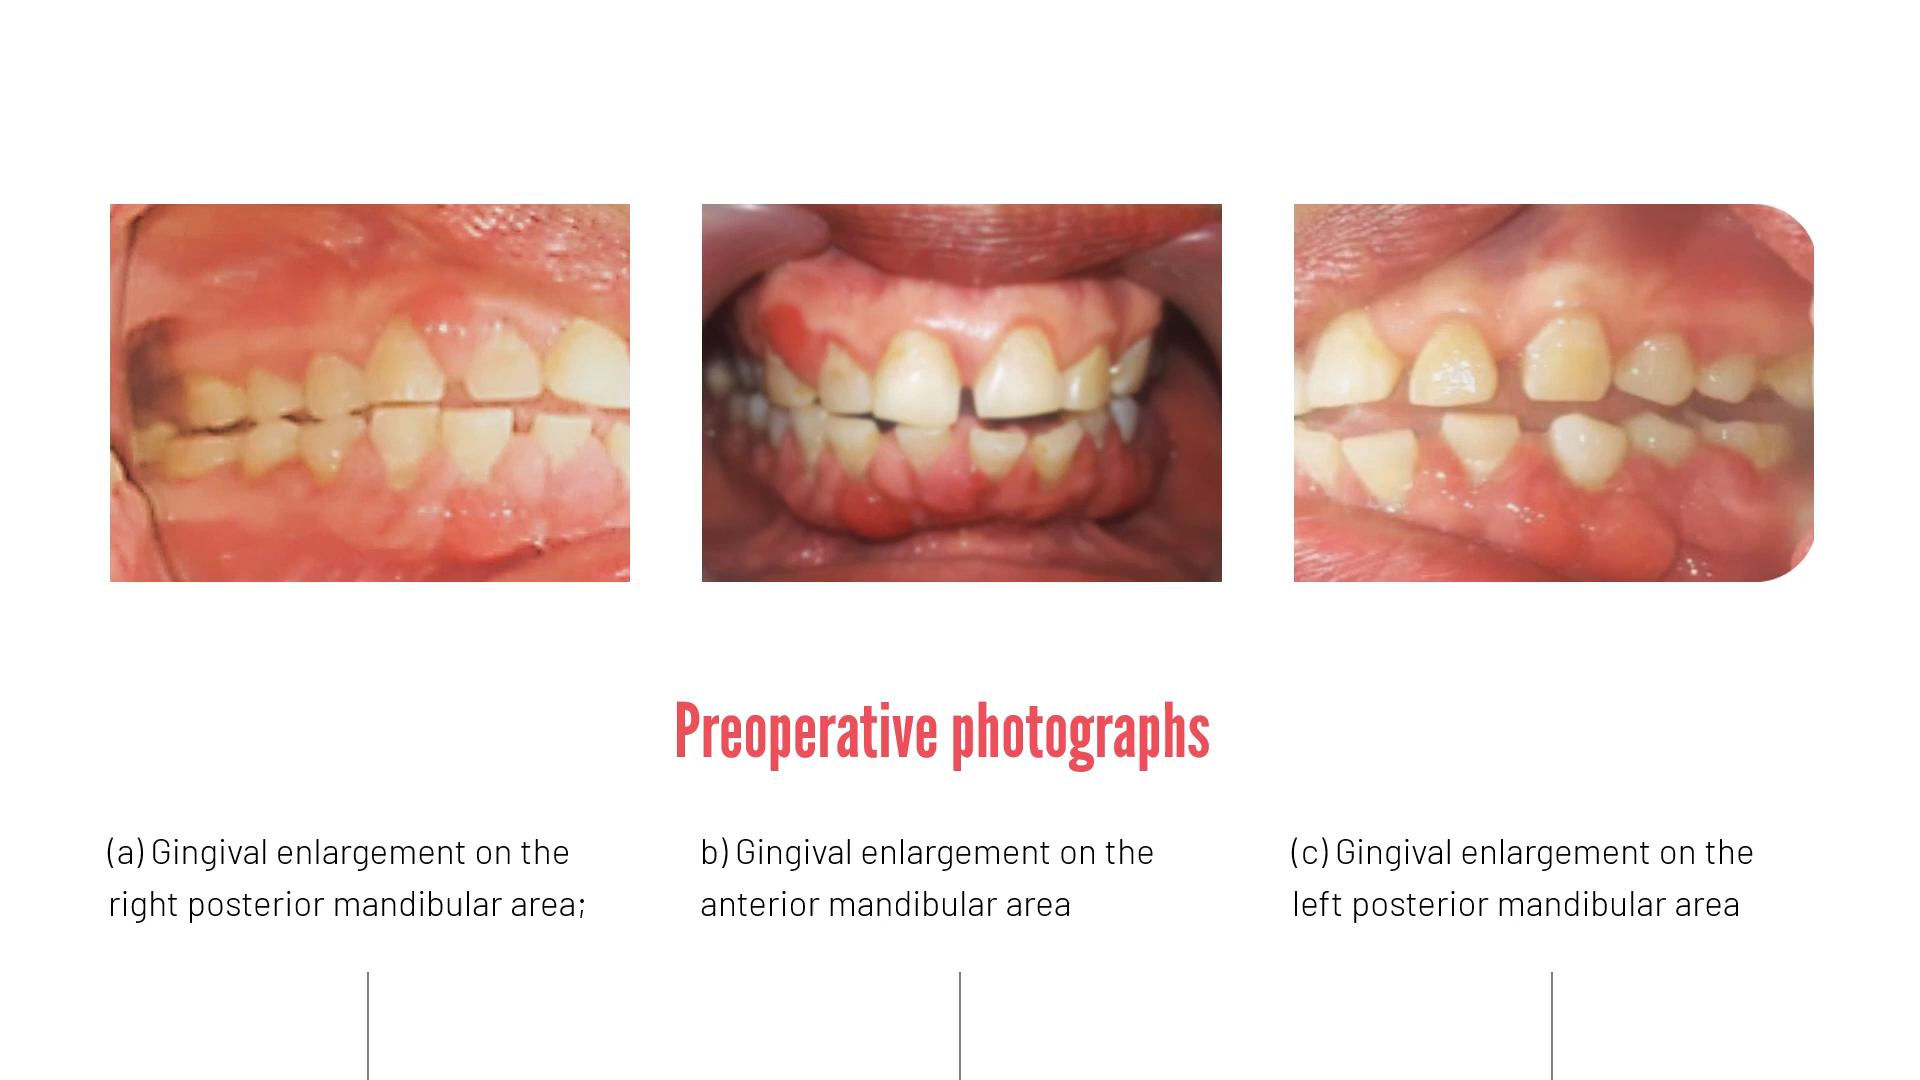 Preoperative photographs
(a) Gingival enlargement on the
right posterior mandibular area;
b) Gingival enlargement on the
anterior mandibular area
(c) Gingival enlargement on the
left posterior mandibular area